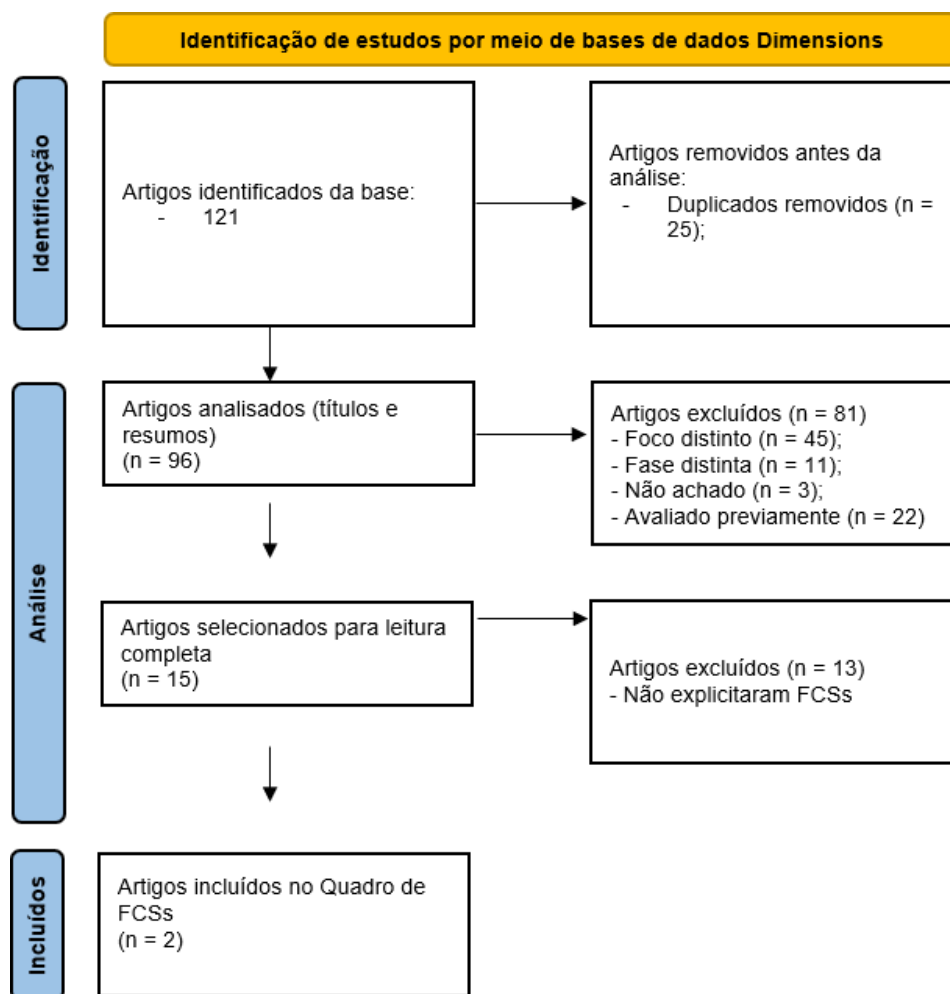 Identificação de estudos por meio de bases de dados Dimensions
Identificação
Artigos identificados da base:
- 121
Artigos removidos antes da
análise:
- Duplicados removidos (n =
25);
Análise
Artigos analisados (títulos e
resumos)
(n = 96)
Artigos excluídos (n = 81)
- Foco distinto (n = 45);
- Fase distinta (n = 11);
- Não achado (n = 3);
- Avaliado previamente (n = 22)
Artigos selecionados para leitura
completa
(n = 15)
Artigos excluídos (n = 13)
- Não explicitaram FCSs
Incluídos
Artigos incluídos no Quadro de
FCSs
(n = 2)